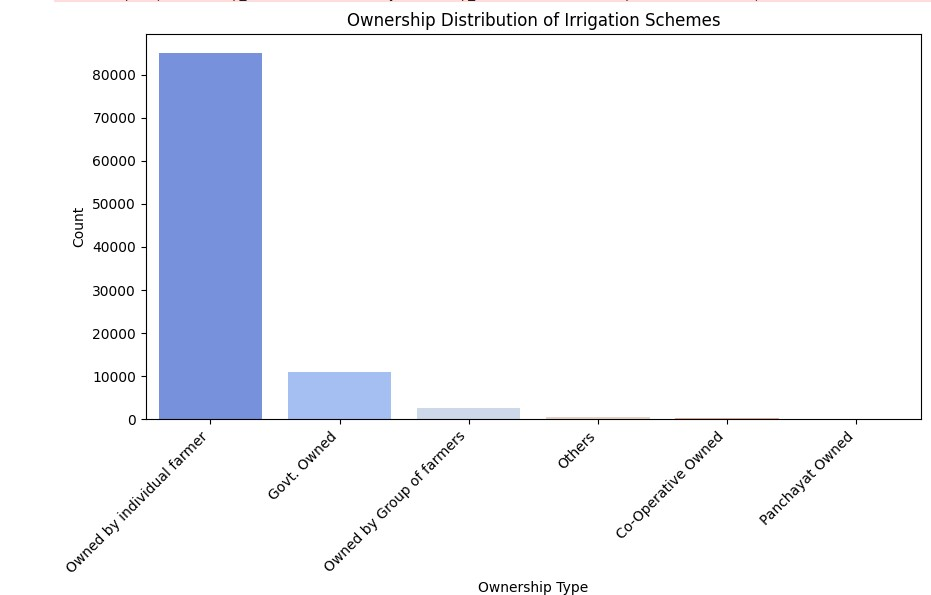 Ownership Distribution of Irrigation Schemes
80000
70000
60000
50000
40000
30000
20000
10000
0
Count
Owned by individual farmer
Govt. Owned
Owned by Group of farmers
Others
Co-Operative Owned
Panchayat Owned
Ownership Type